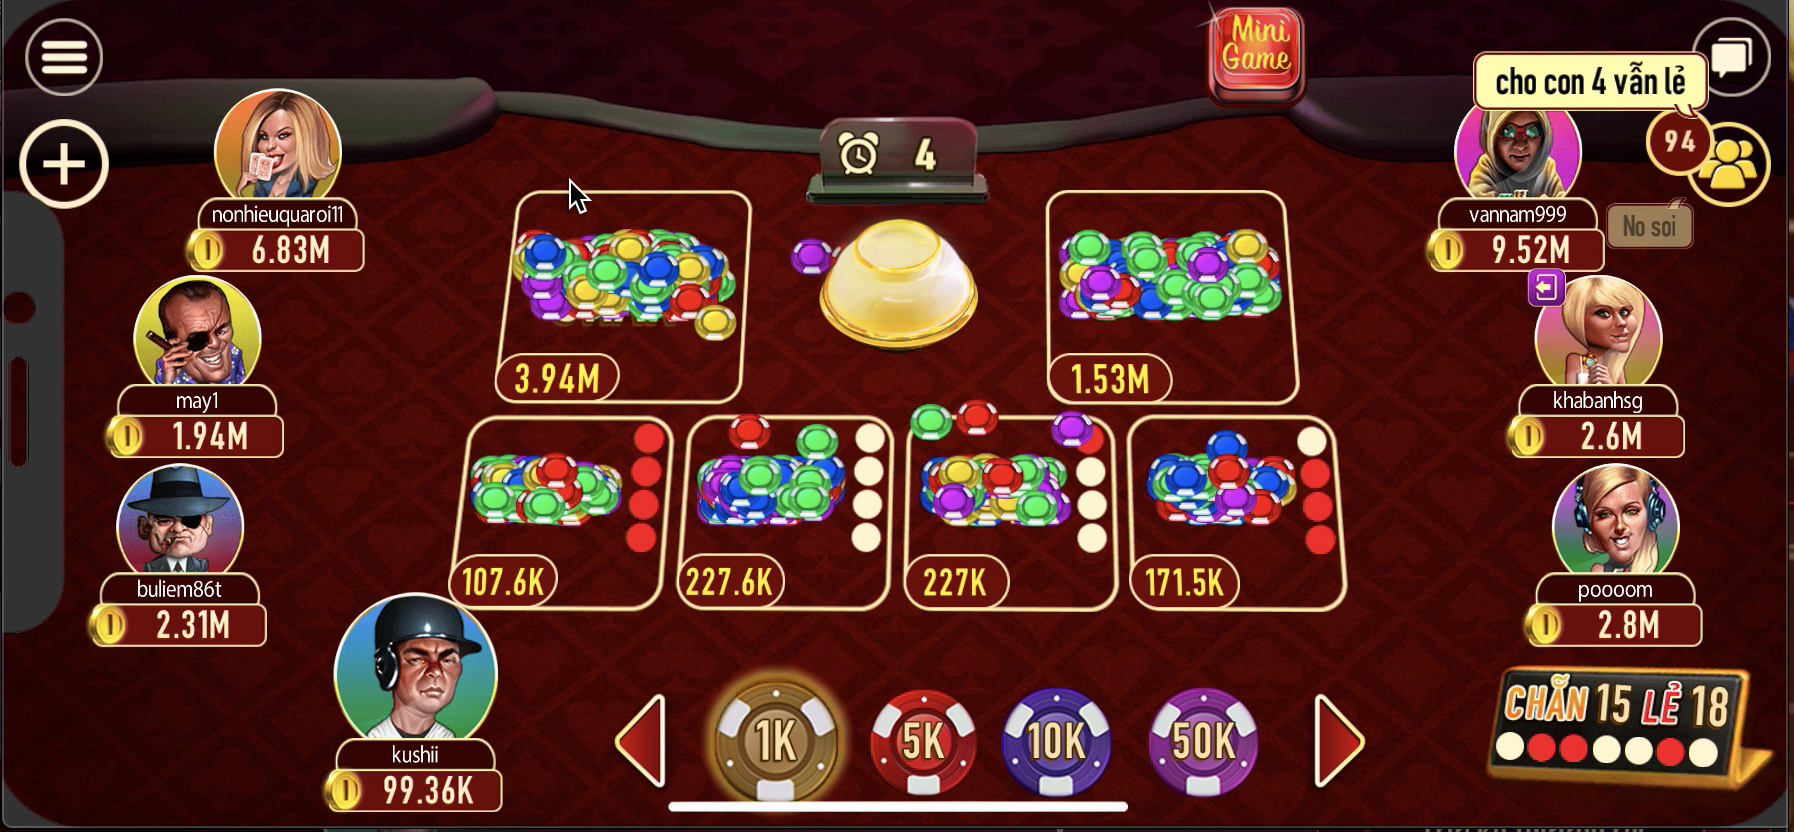 Mini
Game
cho con 4 vẫn lẻ
94
4
nonhieuquaroi11
6.83M
vannam999
9.52M
No soi
may1
1.94M
3.94M
1.53M
khabanhsg
2.6M
buliem86t
2.31M
107.6K
227.6K
227K
171.5K
poooom
2.8M
kushii
99.36K
1K
5K
10K
50K
CHẴN 15 LẺ 18